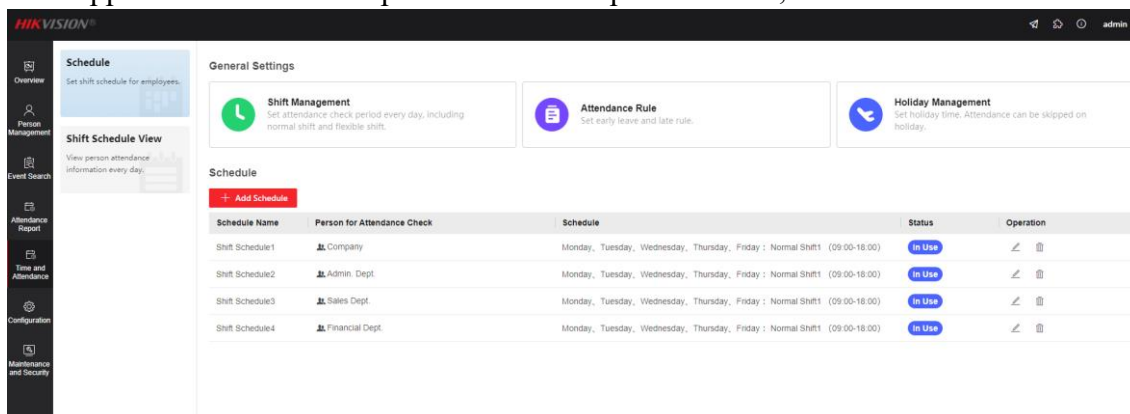 HIKVISION®
admin
Overview
Person
Management
Event Search
Attendance
Report
Time and
Attendance
Configuration
Maintenance
and Security
Schedule
Set shift schedule for employees.
Shift Schedule View
View person attendance
information every day.
General Settings
Shift Management
Set attendance check period every day, including
normal shift and flexible shift.
Attendance Rule
Set early leave and late rule.
Holiday Management
Set holiday time. Attendance can be skipped on
holiday.
Schedule
+ Add Schedule
Schedule Name Person for Attendance Check Schedule Status Operation
Shift Schedule1 Company Monday, Tuesday, Wednesday, Thursday, Friday : Normal Shift1 (09:00-18:00) In Use
Shift Schedule2 Admin. Dept. Monday, Tuesday, Wednesday, Thursday, Friday : Normal Shift1 (09:00-18:00) In Use
Shift Schedule3 Sales Dept. Monday, Tuesday, Wednesday, Thursday, Friday : Normal Shift1 (09:00-18:00) In Use
Shift Schedule4 Financial Dept. Monday, Tuesday, Wednesday, Thursday, Friday : Normal Shift1 (09:00-18:00) In Use